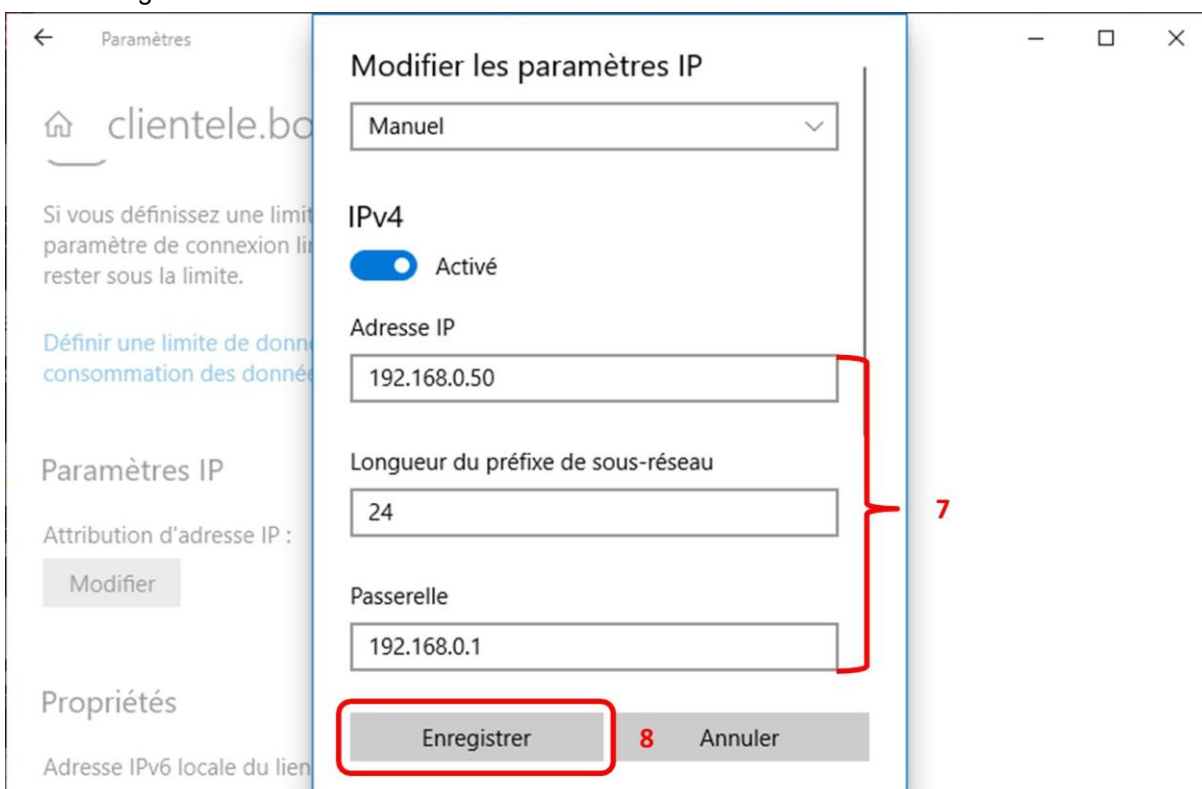 Paramètres
clientele.bo
Si vous définissez une limit
paramètre de connexion lin
rester sous la limite.
Définir une limite de donn
consommation des donnée
Paramètres IP
Attribution d'adresse IP :
Modifier
Propriétés
Adresse IPv6 locale du lien
Modifier les paramètres IP
Manuel
IPv4
Activé
Adresse IP
192.168.0.50
Longueur du préfixe de sous-réseau
24
Passerelle
192.168.0.1
7
Enregistrer
8
Annuler